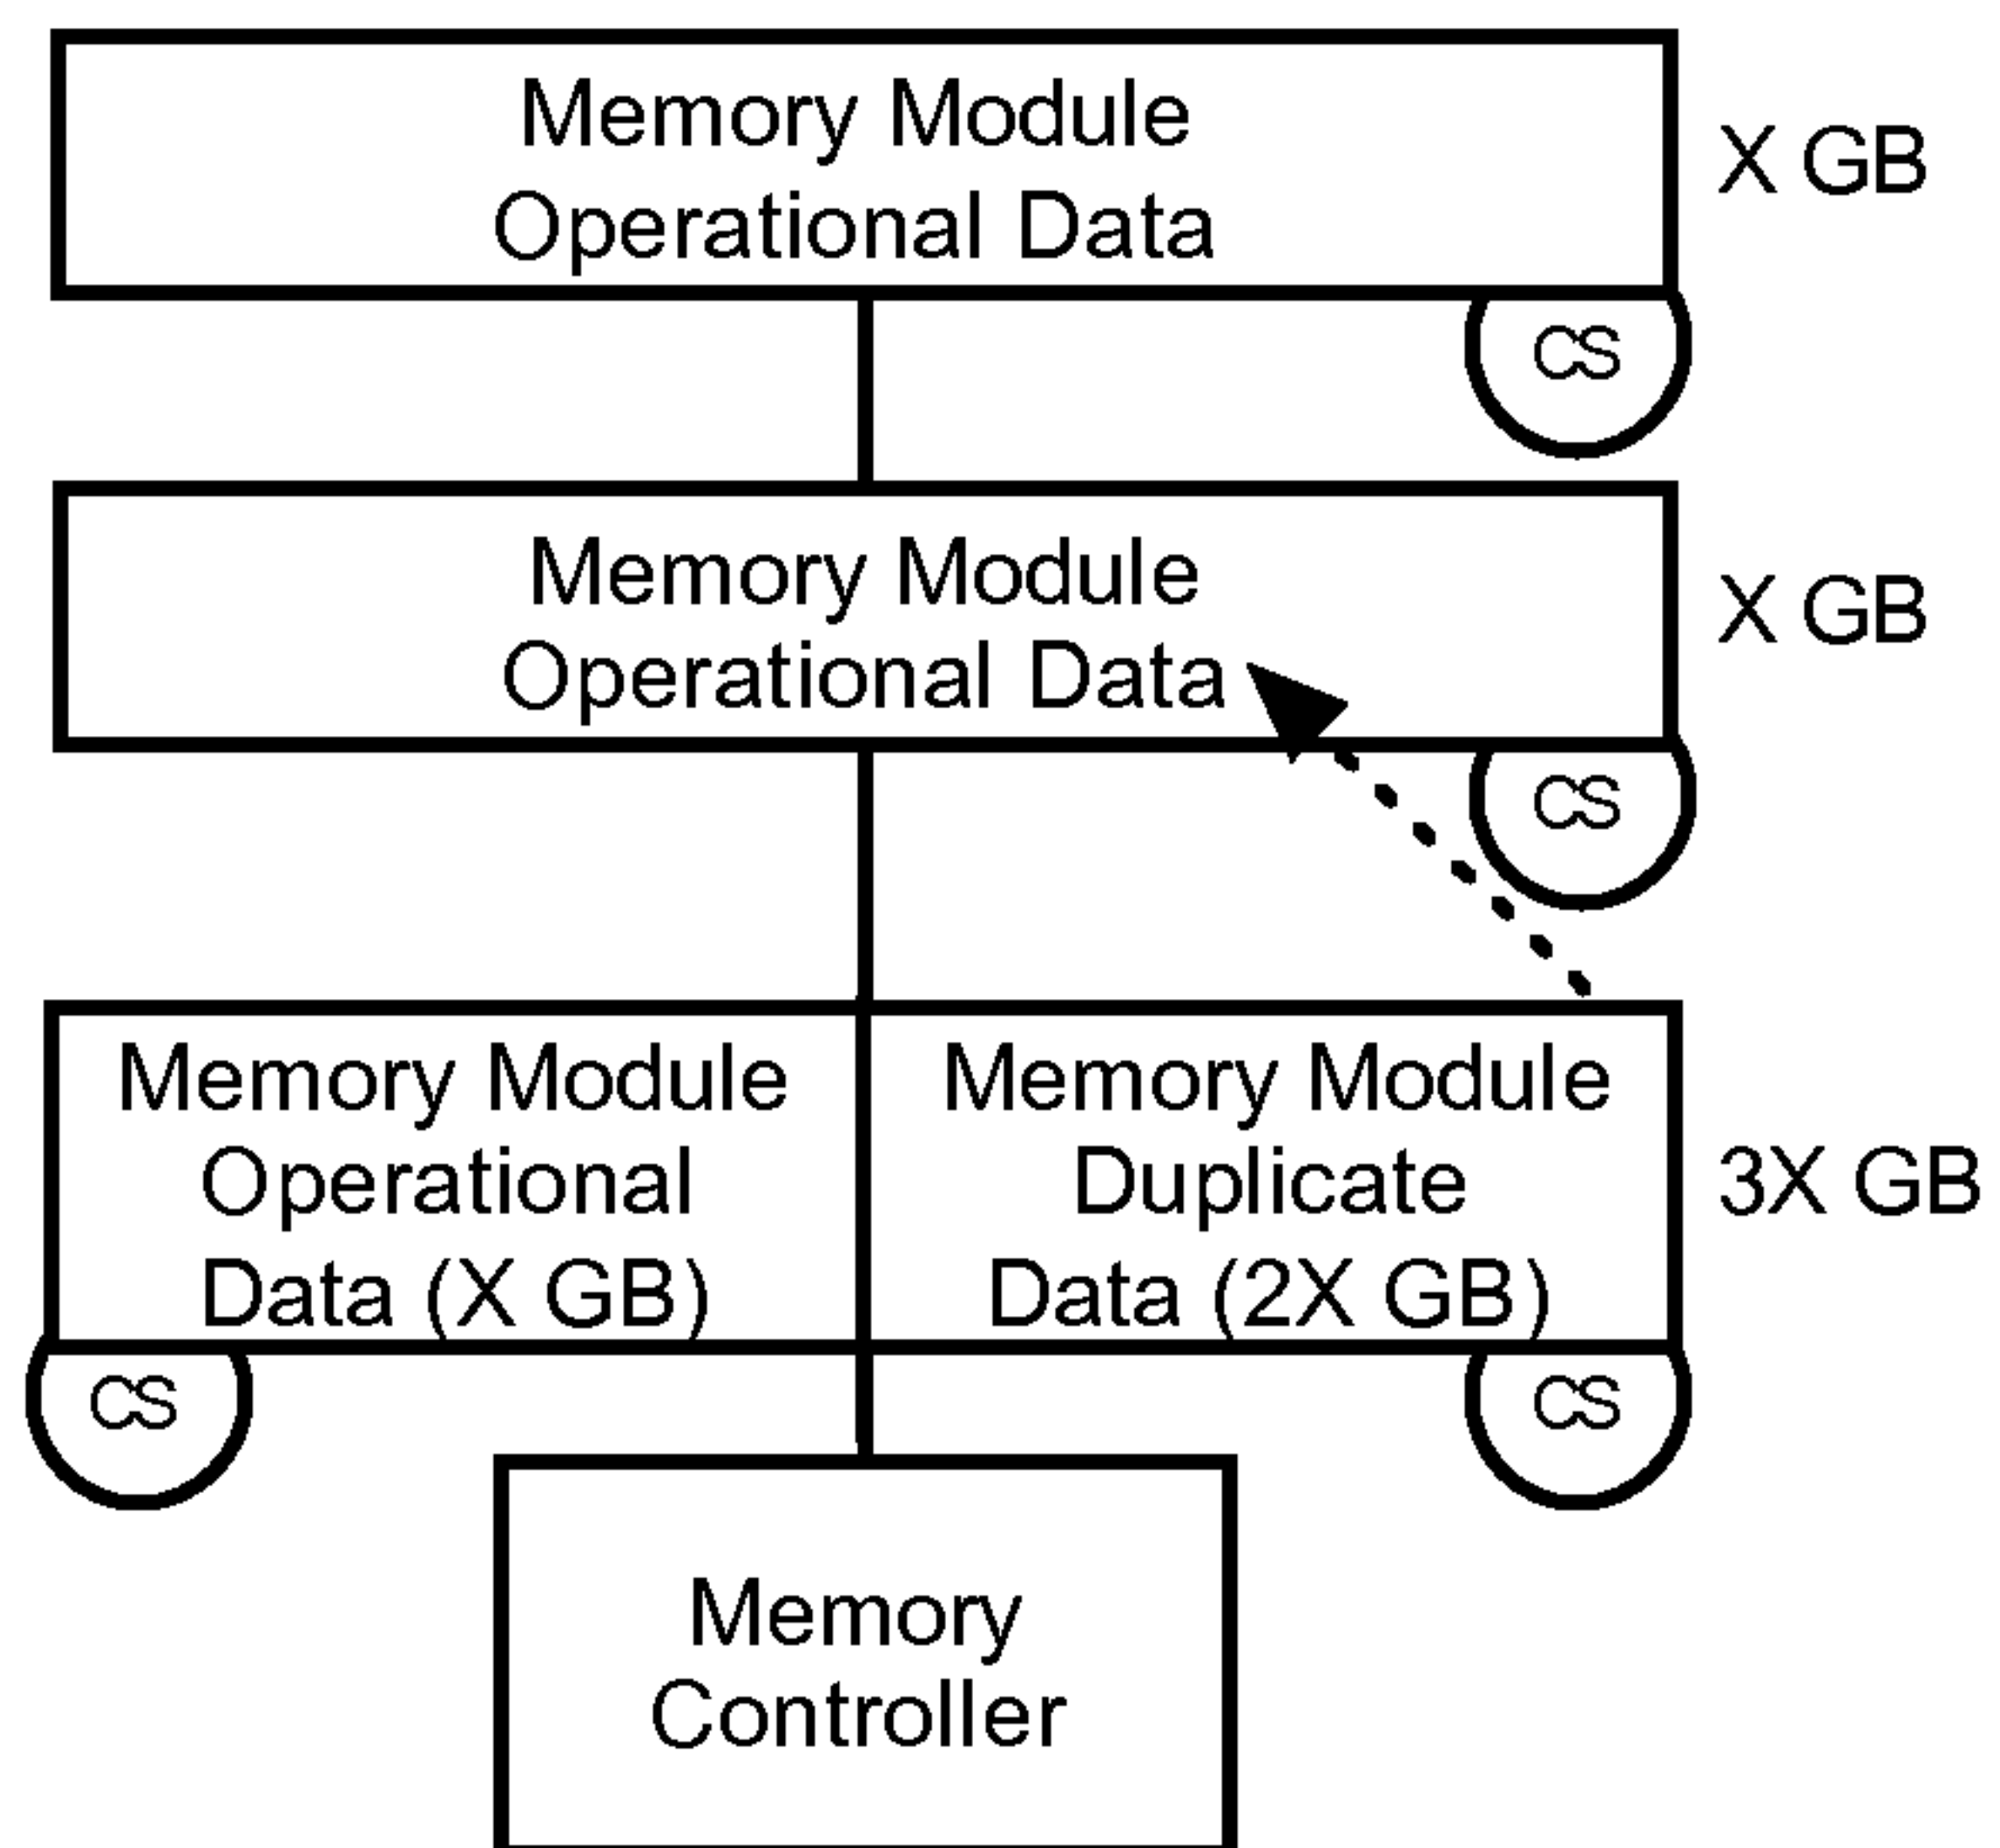 Memory Module
Operational Data
X GB
CS
Memory Module
Operational Data
X GB
CS
Memory Module
Operational
Data (X GB)
Memory Module
Duplicate
Data (2X GB)
3X GB
CS
CS
Memory
Controller